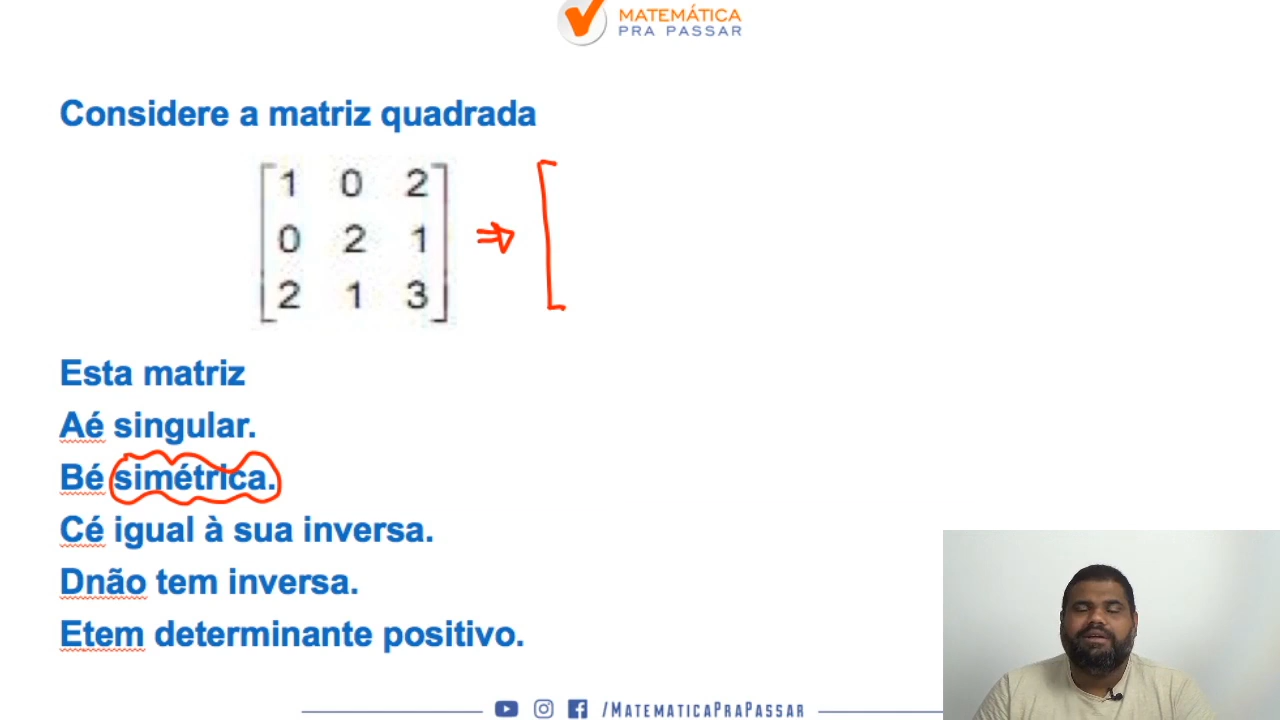 MATEMÁTICA
PRA PASSAR
Considere a matriz quadrada
1 0 2
0 2 1
2 1 3
Esta matriz
Aé singular.
Bé simétrica.
Cé igual à sua inversa.
Dnão tem inversa.
Etem determinante positivo.
/MATEMATICAPRAPASSAR